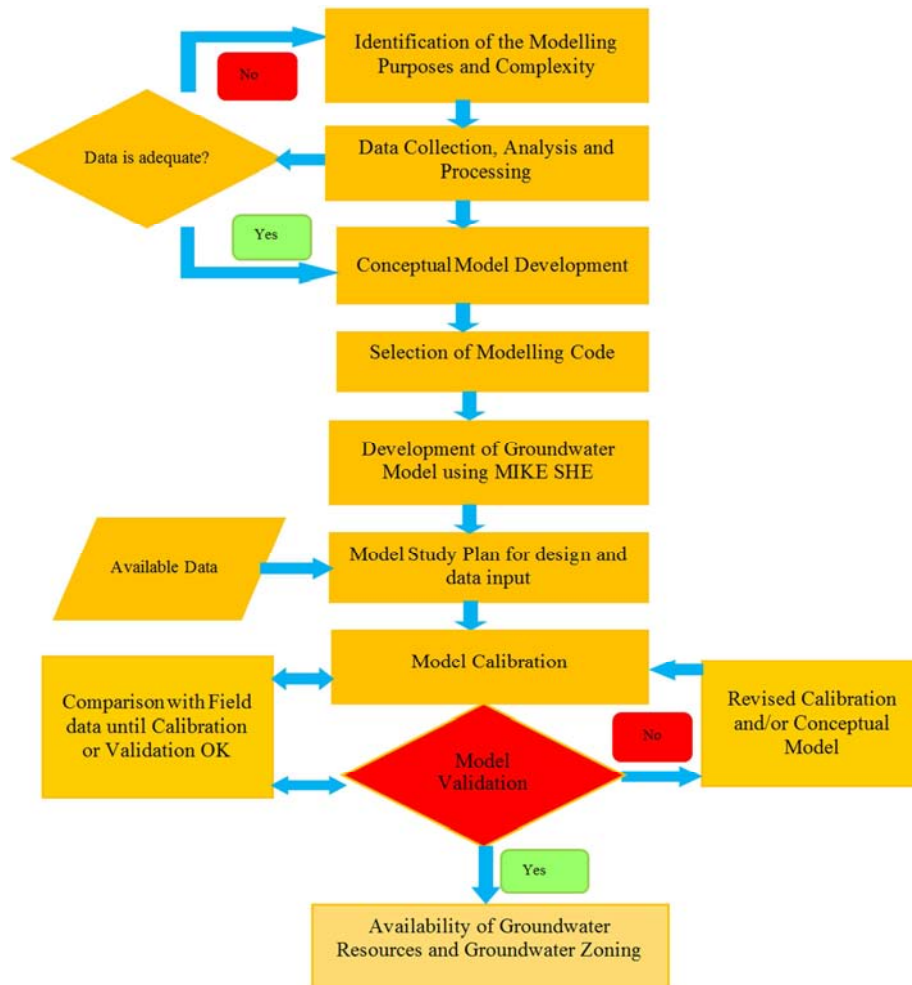 Identification of the Modelling
Purposes and Complexity
No
Data is adequate?
Data Collection, Analysis and
Processing
Yes
Conceptual Model Development
Selection of Modelling Code
Development of Groundwater
Model using MIKE SHE
Available Data
Model Study Plan for design and
data input
Model Calibration
Comparison with Field
data until Calibration
or Validation OK
Model
Validation
No
Revised Calibration
and/or Conceptual
Model
Yes
Availability of Groundwater
Resources and Groundwater Zoning